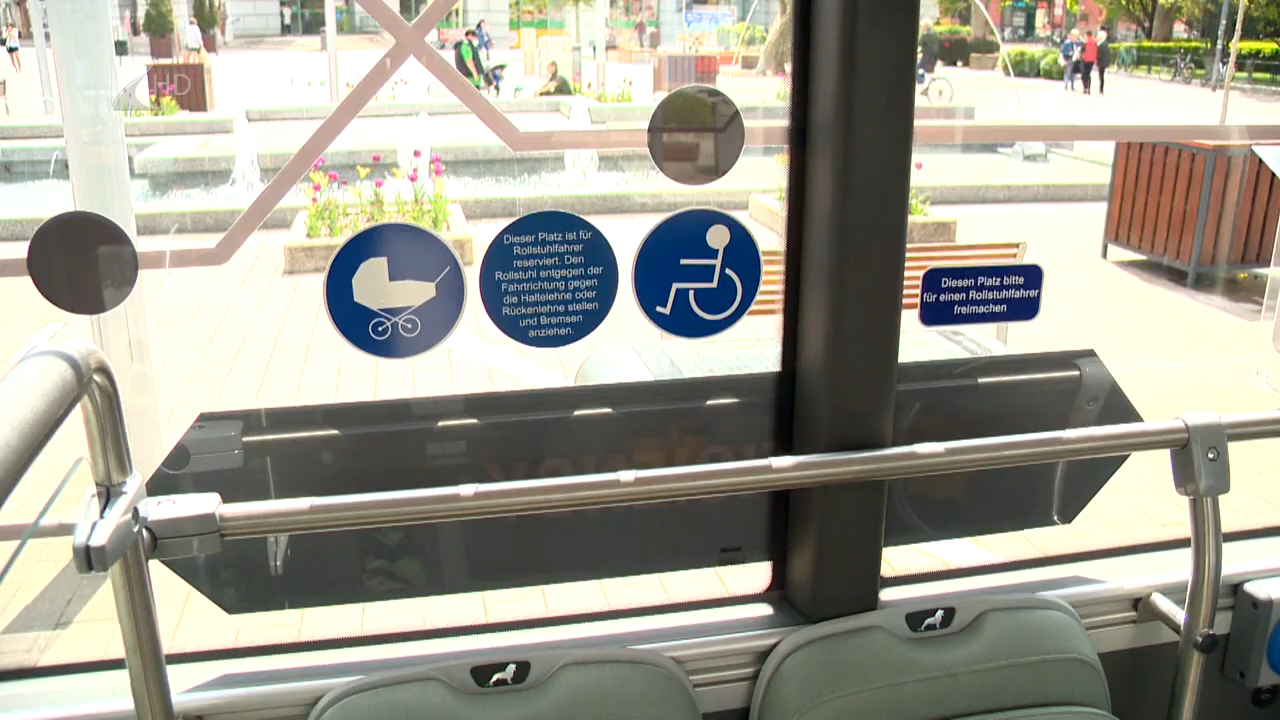 HD
Dieser Platz ist für
Rollstuhlfahrer
reserviert. Den
Rollstuhl entgegen der
Fahrtrichtung gegen
die Haltelehne oder
Rückenlehne stellen
und Bremsen
anziehen.
Diesen Platz bitte
für einen Rollstuhlfahrer
freimachen